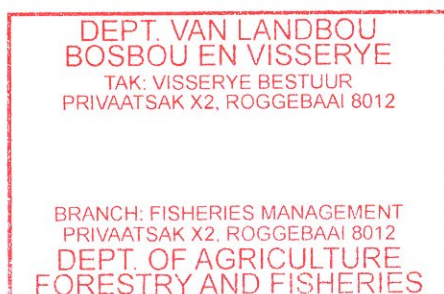 DEPT. VAN LANDBOU
BOSBOU EN VISSERYE
TAK: VISSERYE BESTUUR
PRIVAATSAK X2, ROGGEBAAI 8012
BRANCH: FISHERIES MANAGEMENT
PRIVAATSAK X2, ROGGEBAAI 8012
DEPT. OF AGRICULTURE
FORESTRY AND FISHERIES